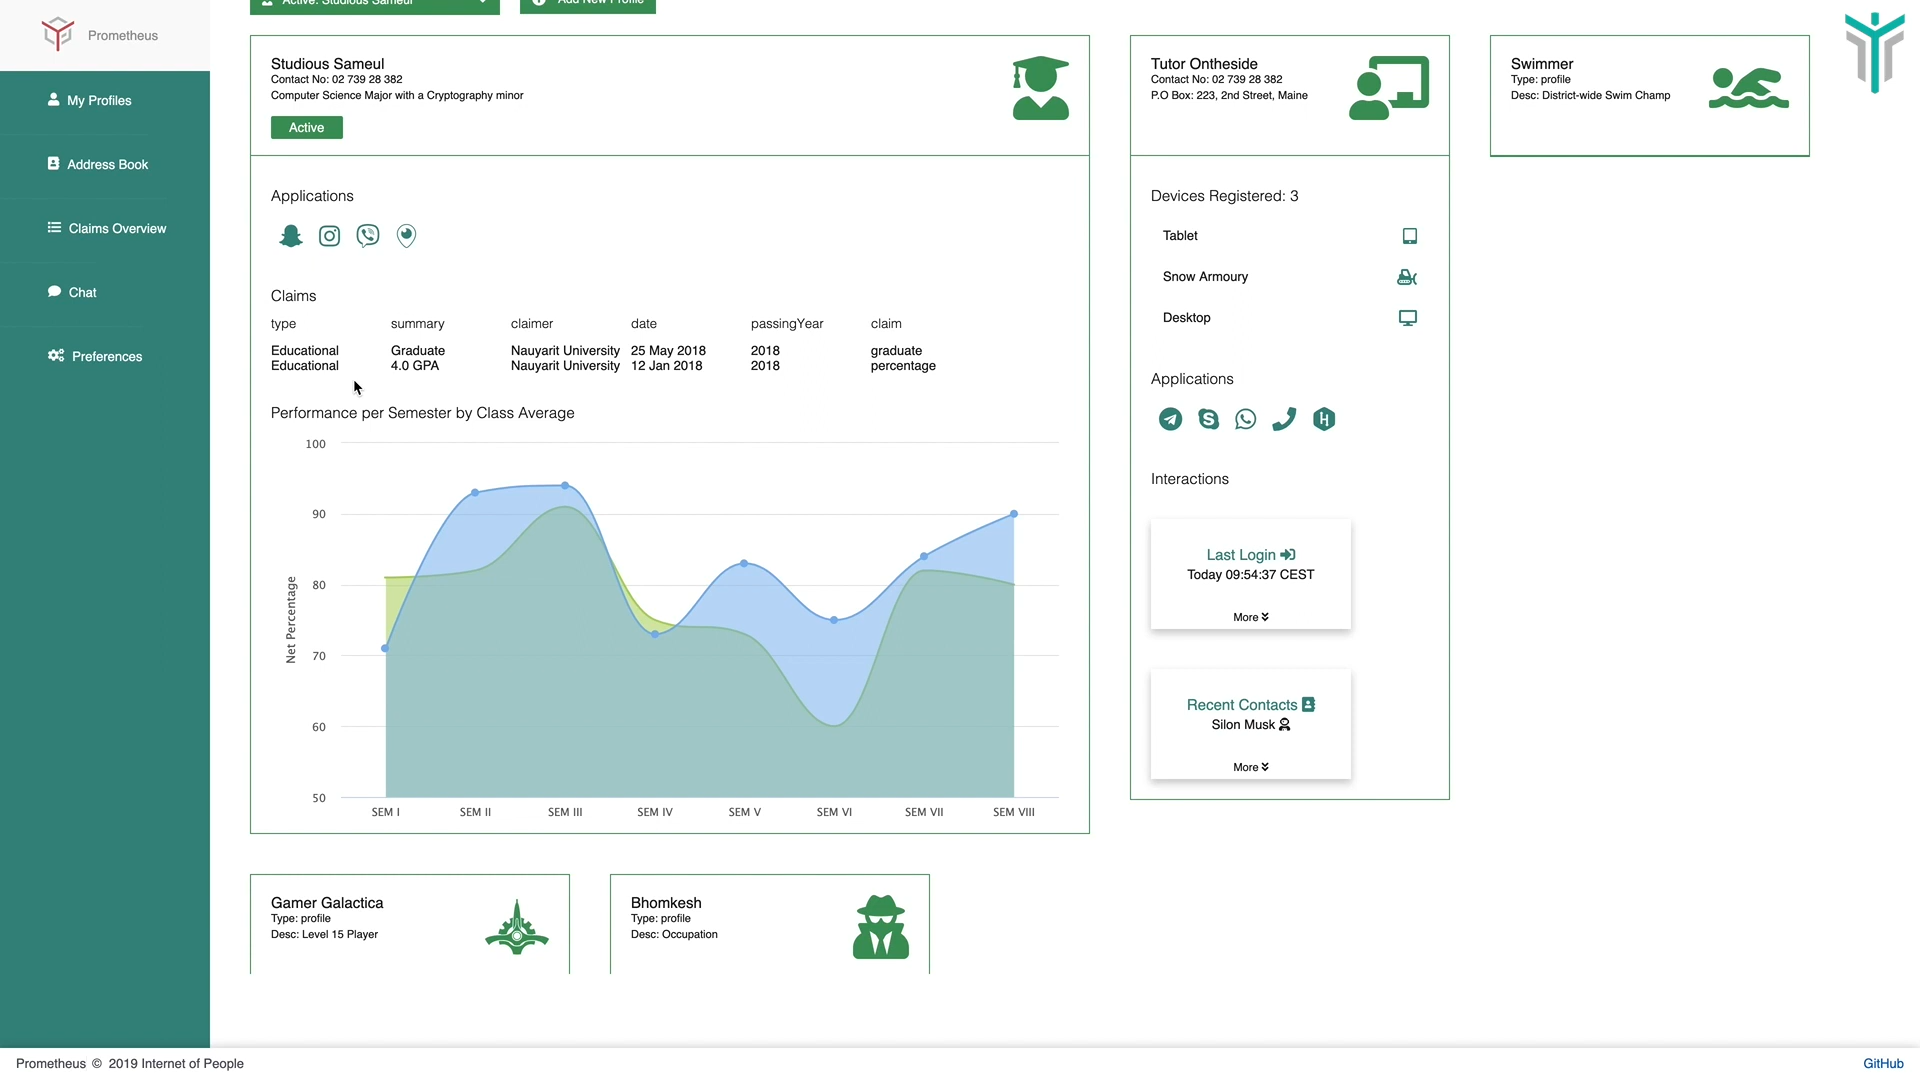 Active: Studious Sameul
Add New Profile
Prometheus
My Profiles
Address Book
Claims Overview
Chat
Preferences
Studious Sameul
Contact No: 02 739 28 382
Computer Science Major with a Cryptography minor
Active
Applications
Claims
type summary claimer date passingYear claim
Educational Graduate Nauyarit University 25 May 2018 2018 graduate
Educational 4.0 GPA Nauyarit University 12 Jan 2018 2018 percentage
Performance per Semester by Class Average
Net Percentage
100
90
80
70
60
50
SEM I SEM II SEM III SEM IV SEM V SEM VI SEM VII SEM VIII
Tutor Ontheside
Contact No: 02 739 28 382
P.O Box: 223, 2nd Street, Maine
Devices Registered: 3
Tablet
Snow Armoury
Desktop
Applications
Interactions
Last Login
Today 09:54:37 CEST
More
Recent Contacts
Silon Musk
More
Swimmer
Type: profile
Desc: District-wide Swim Champ
Gamer Galactica
Type: profile
Desc: Level 15 Player
Bhomkesh
Type: profile
Desc: Occupation
Prometheus © 2019 Internet of People
GitHub